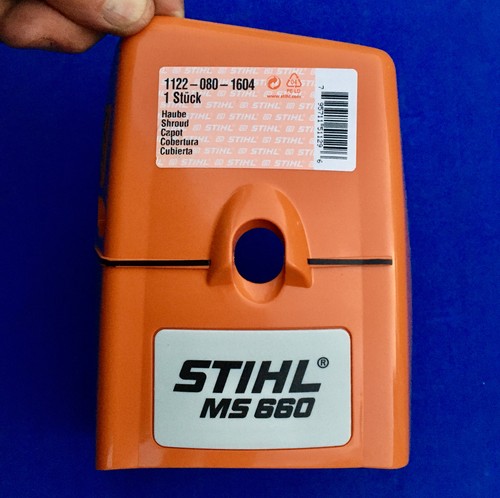 1122-080-1604
1 Stück
Haube
Shroud
Capot
Cobertura
Cubierta
STIHL®
MS 660